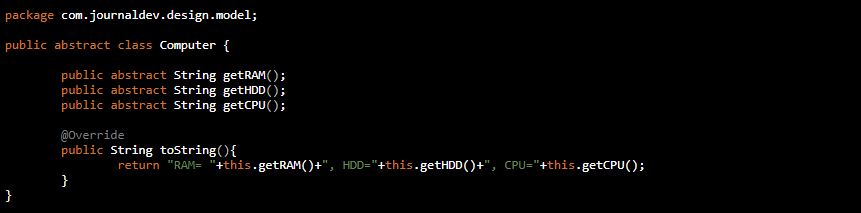 package com.journaldev.design.model;
public abstract class Computer {
public abstract String getRAM();
public abstract String getHDD();
public abstract String getCPU();
@Override
public String toString(){
return "RAM= "+this.getRAM()+", HDD="+this.getHDD()+", CPU="+this.getCPU();
}
}